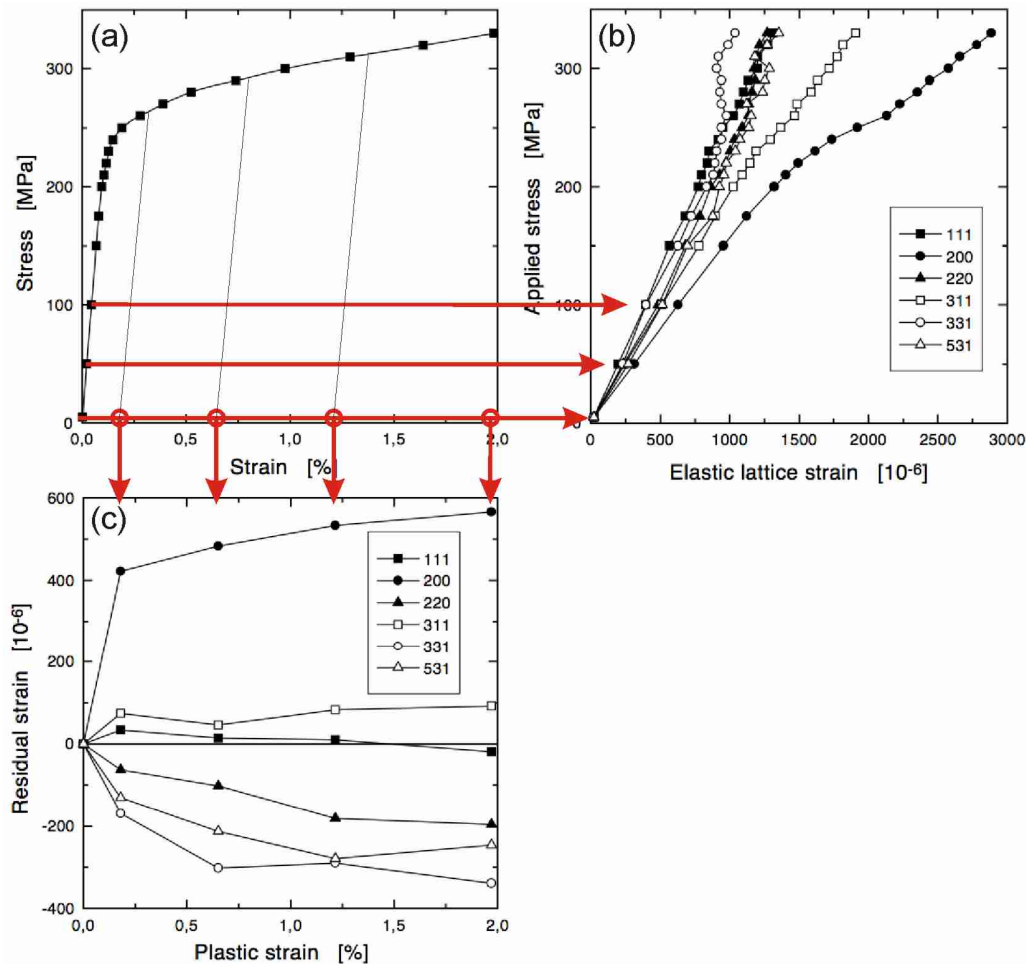 (a)
Stress [MPa]
300
200
100
0
0,0 0,5 1,0 1,5 2,0
Strain [%]
(b)
Applied stress [MPa]
300
200
100
0
0 500 1000 1500 2000 2500 3000
Elastic lattice strain [10⁻⁶]
111
200
220
311
331
531
(c)
Residual strain [10⁻⁶]
600
400
200
0
-200
-400
0,0 0,5 1,0 1,5 2,0
Plastic strain [%]
111
200
220
311
331
531